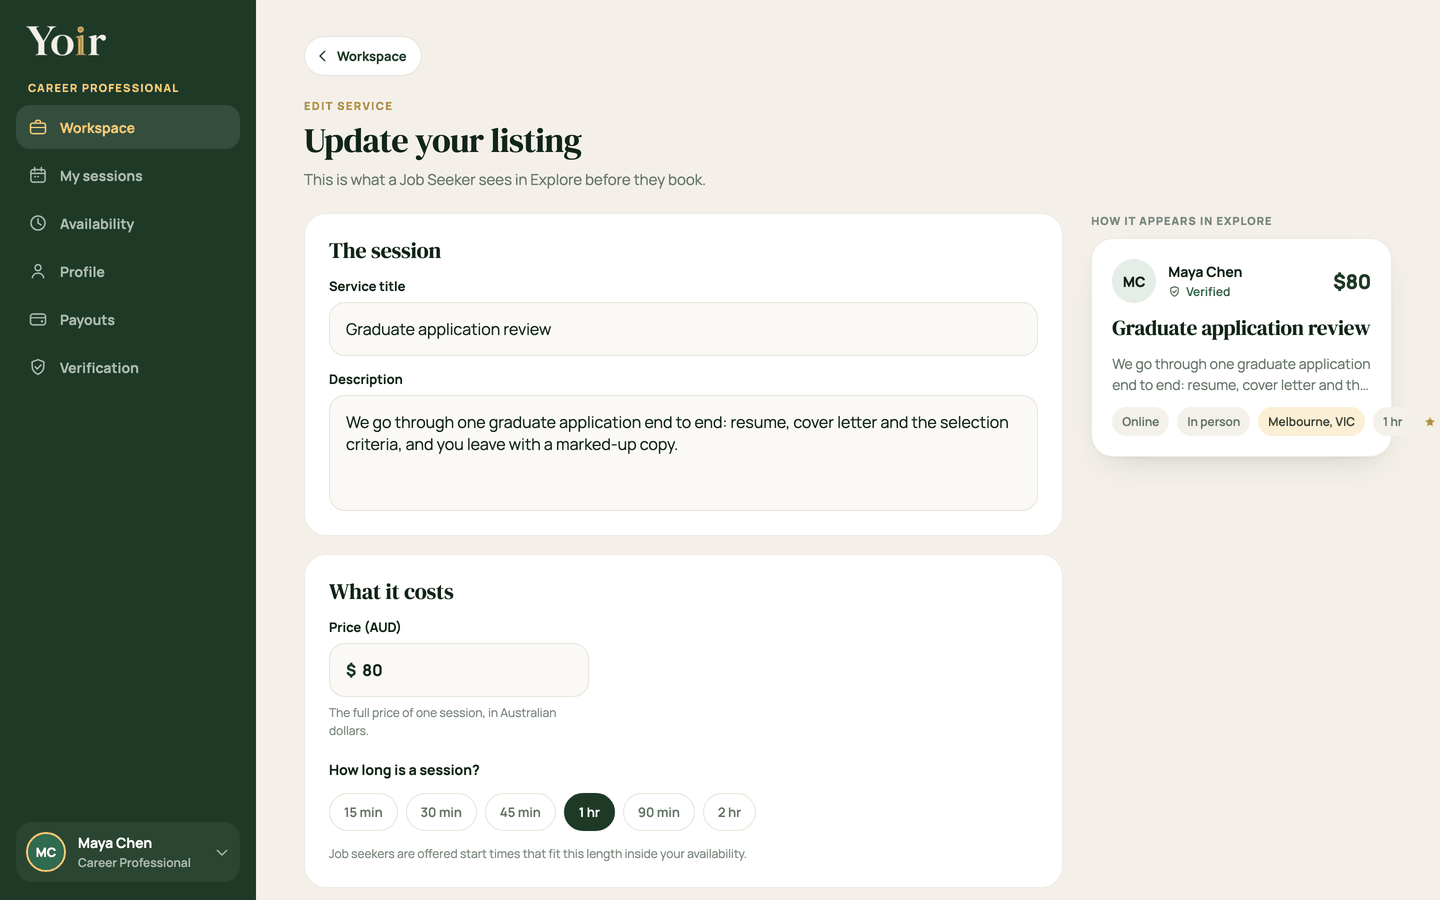 Yoir
CAREER PROFESSIONAL
Workspace
My sessions
Availability
Profile
Payouts
Verification
MC
Maya Chen
Career Professional
Workspace
EDIT SERVICE
Update your listing
This is what a Job Seeker sees in Explore before they book.
The session
Service title
Graduate application review
Description
We go through one graduate application end to end: resume, cover letter and the selection
criteria, and you leave with a marked-up copy.
What it costs
Price (AUD)
$ 80
The full price of one session, in Australian
dollars.
How long is a session?
15 min
30 min
45 min
1 hr
90 min
2 hr
Job seekers are offered start times that fit this length inside your availability.
HOW IT APPEARS IN EXPLORE
MC
Maya Chen
Verified
$80
Graduate application review
We go through one graduate application
end to end: resume, cover letter and th...
Online
In person
Melbourne, VIC
1 hr